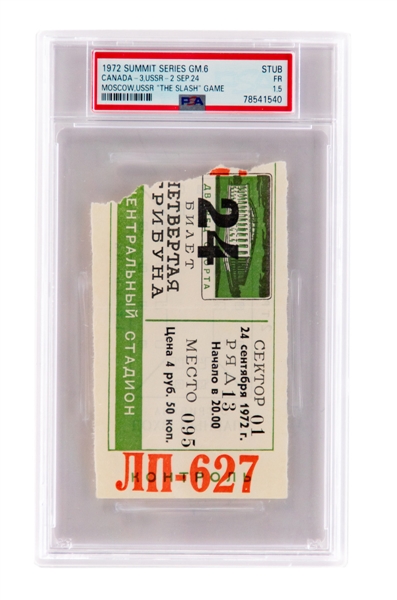 1972 SUMMIT SERIES GM.6
CANADA - 3,USSR - 2 SEP.24
MOSCOW,USSR "THE SLASH" GAME
STUB
FR
1.5
PSA
78541540
ЕНТРАЛЬНЫЙ СТАДИОН
ЧЕТВЕРТАЯ
ТРИБУНА
БИЛЕТ
24
СЕКТОР 01
24 сентября 1972 г.
РЯД 13
Начало в 20.00
МЕСТО 095
Цена 4 руб. 50 коп.
ЛП-627
КОНТРОЛЬ